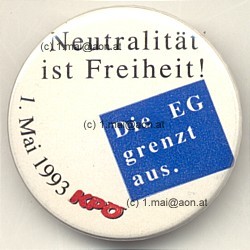 (c) 1.mai@aon.at
Neutralität
ist Freiheit!
(c) 1.mai@aon.at
Die EG
grenzt
aus.
1. Mai 1993 KPÖ
(c) 1.mai@aon.at